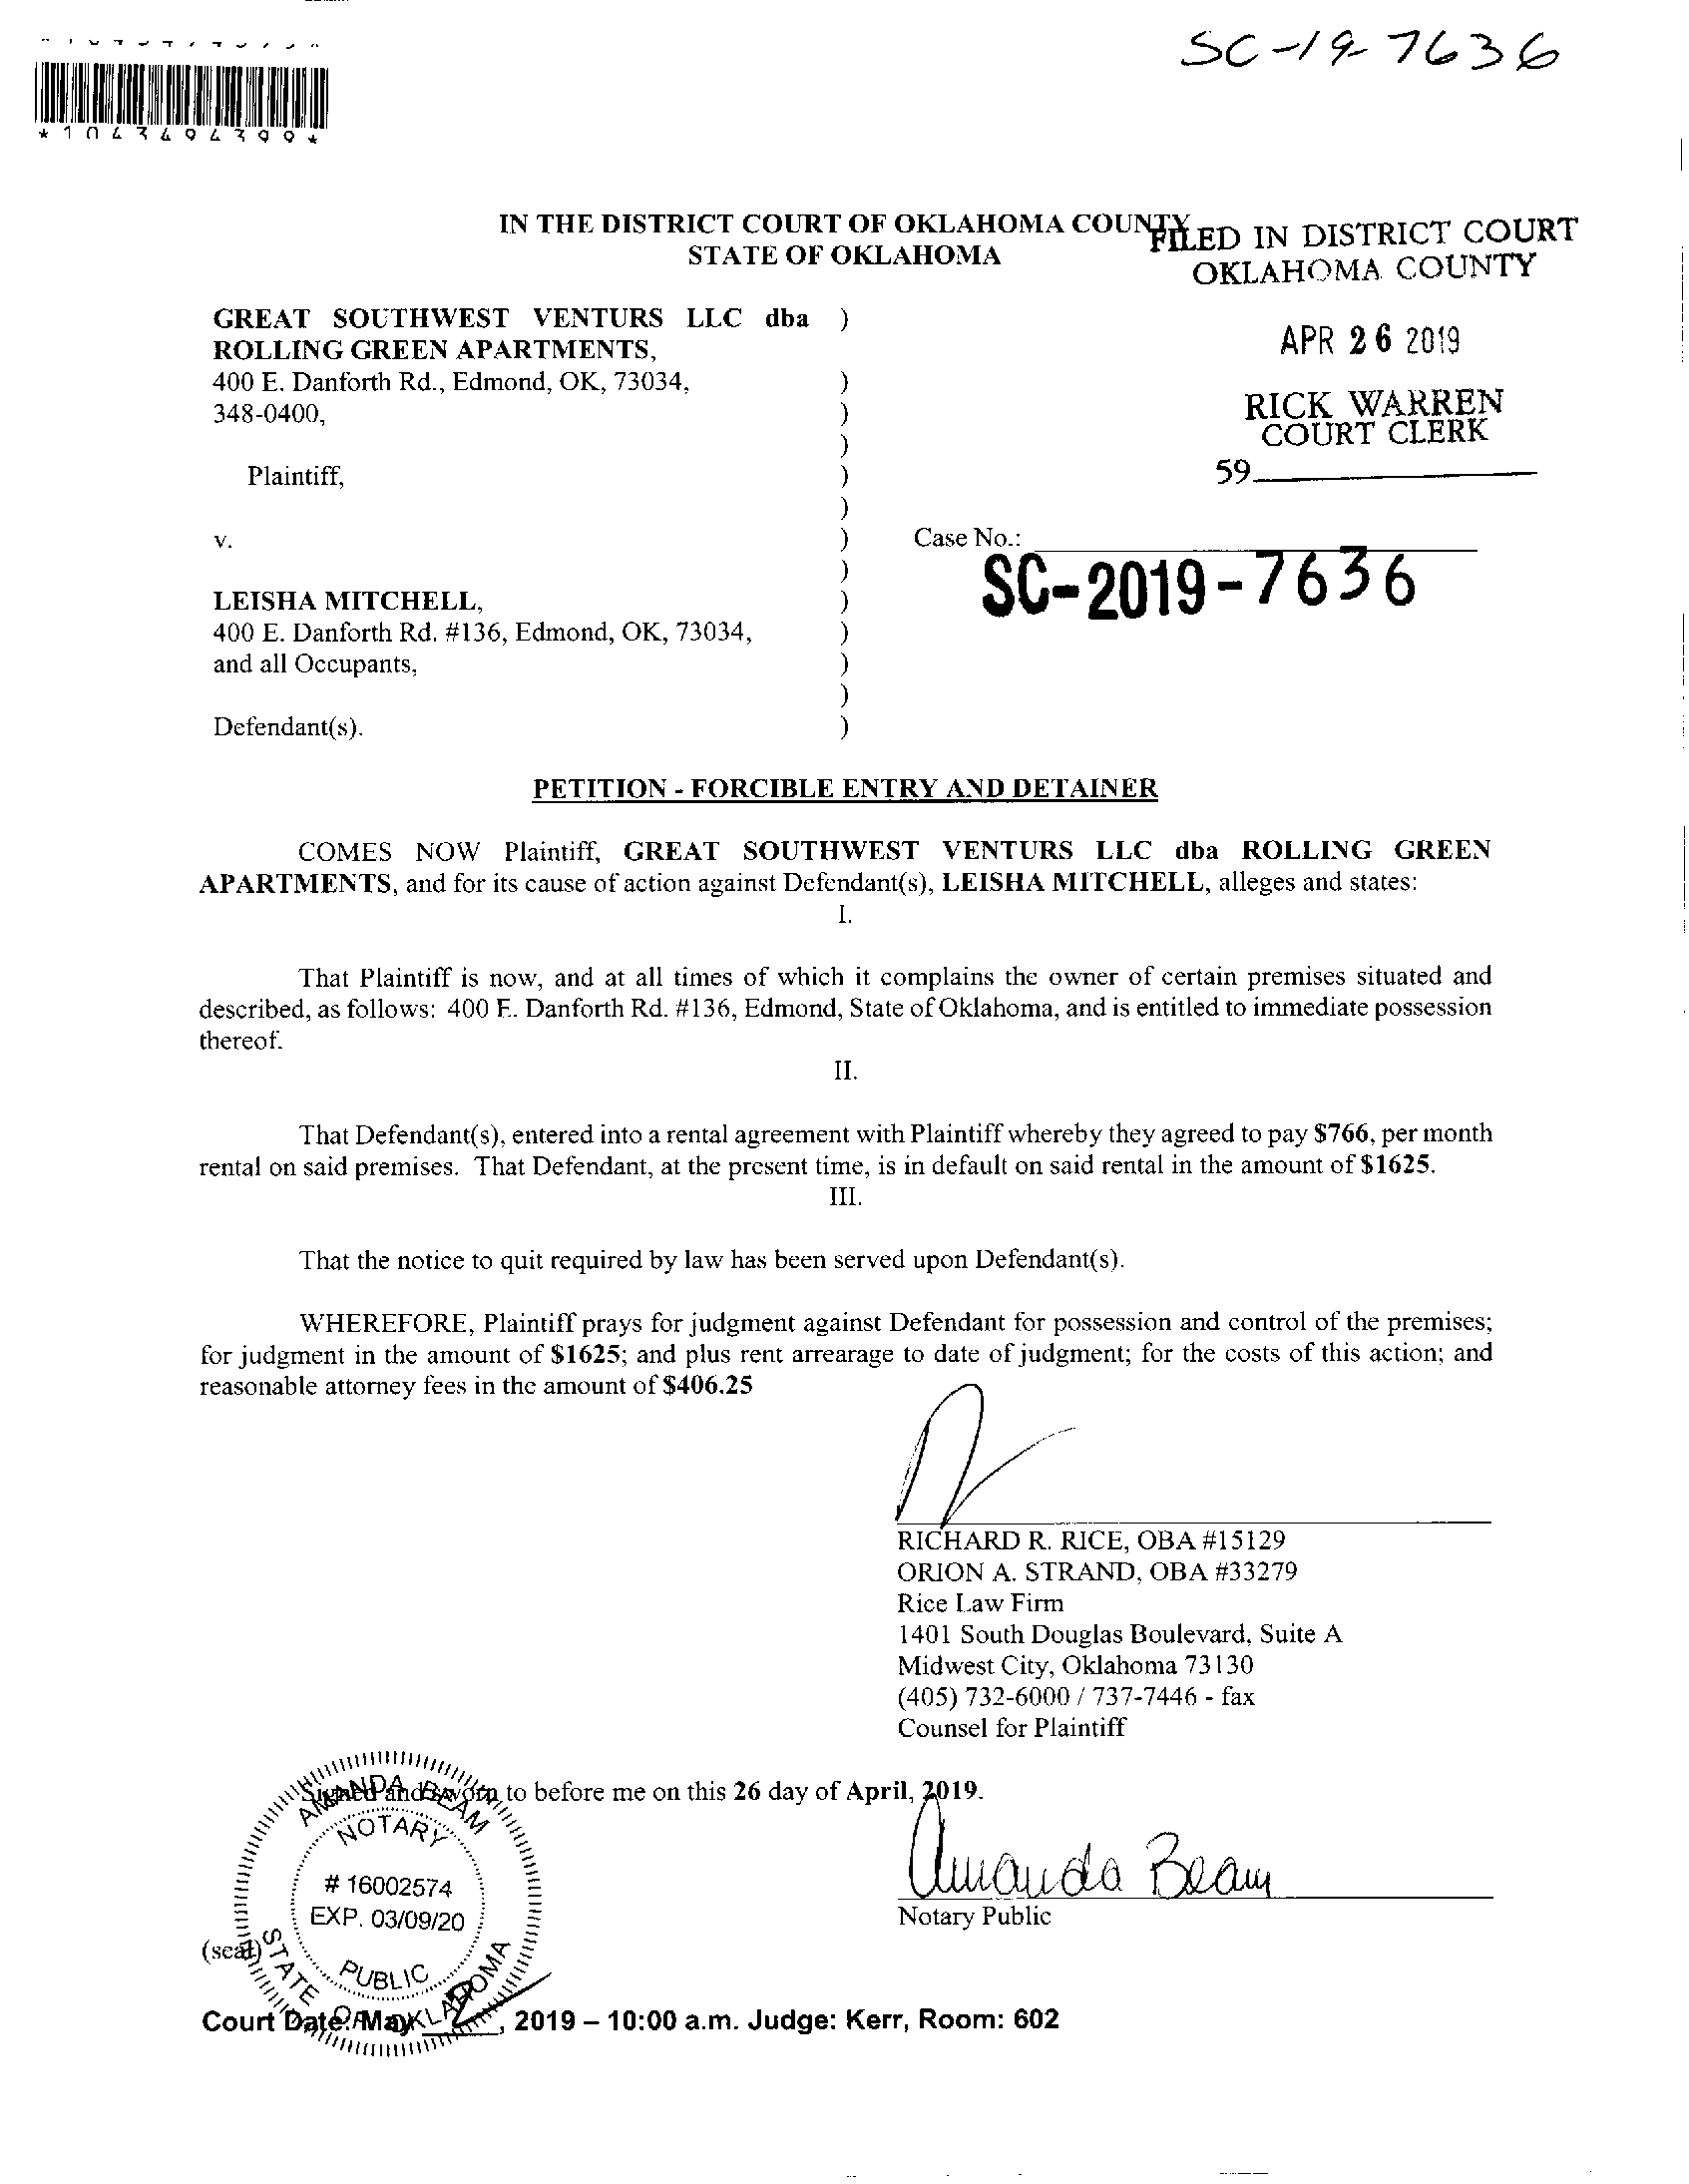 SC-19-7636
*1043494399*
IN THE DISTRICT COURT OF OKLAHOMA COUNTY
STATE OF OKLAHOMA
FILED IN DISTRICT COURT
OKLAHOMA COUNTY
APR 26 2019
RICK WARREN
COURT CLERK
59
GREAT SOUTHWEST VENTURS LLC dba )
ROLLING GREEN APARTMENTS,
400 E. Danforth Rd., Edmond, OK, 73034, )
348-0400, )
)
Plaintiff, )
)
v. )
Case No.:
)
SC-2019-7636
LEISHA MITCHELL, )
400 E. Danforth Rd. #136, Edmond, OK, 73034, )
and all Occupants, )
)
Defendant(s). )
PETITION - FORCIBLE ENTRY AND DETAINER
COMES NOW Plaintiff, GREAT SOUTHWEST VENTURS LLC dba ROLLING GREEN
APARTMENTS, and for its cause of action against Defendant(s), LEISHA MITCHELL, alleges and states:
I.
That Plaintiff is now, and at all times of which it complains the owner of certain premises situated and
described, as follows: 400 E. Danforth Rd. #136, Edmond, State of Oklahoma, and is entitled to immediate possession
thereof.
II.
That Defendant(s), entered into a rental agreement with Plaintiff whereby they agreed to pay $766, per month
rental on said premises. That Defendant, at the present time, is in default on said rental in the amount of $1625.
III.
That the notice to quit required by law has been served upon Defendant(s).
WHEREFORE, Plaintiff prays for judgment against Defendant for possession and control of the premises;
for judgment in the amount of $1625; and plus rent arrearage to date of judgment; for the costs of this action; and
reasonable attorney fees in the amount of $406.25
RICHARD R. RICE, OBA #15129
ORION A. STRAND, OBA #33279
Rice Law Firm
1401 South Douglas Boulevard, Suite A
Midwest City, Oklahoma 73130
(405) 732-6000 / 737-7446 - fax
Counsel for Plaintiff
Signed and sworn to before me on this 26 day of April, 2019.
AMANDA BEAM
NOTARY
# 16002574
EXP. 03/09/20
PUBLIC
STATE OF OKLAHOMA
Amanda Beam
Notary Public
(seal)
Court Date: May , 2019 – 10:00 a.m. Judge: Kerr, Room: 602